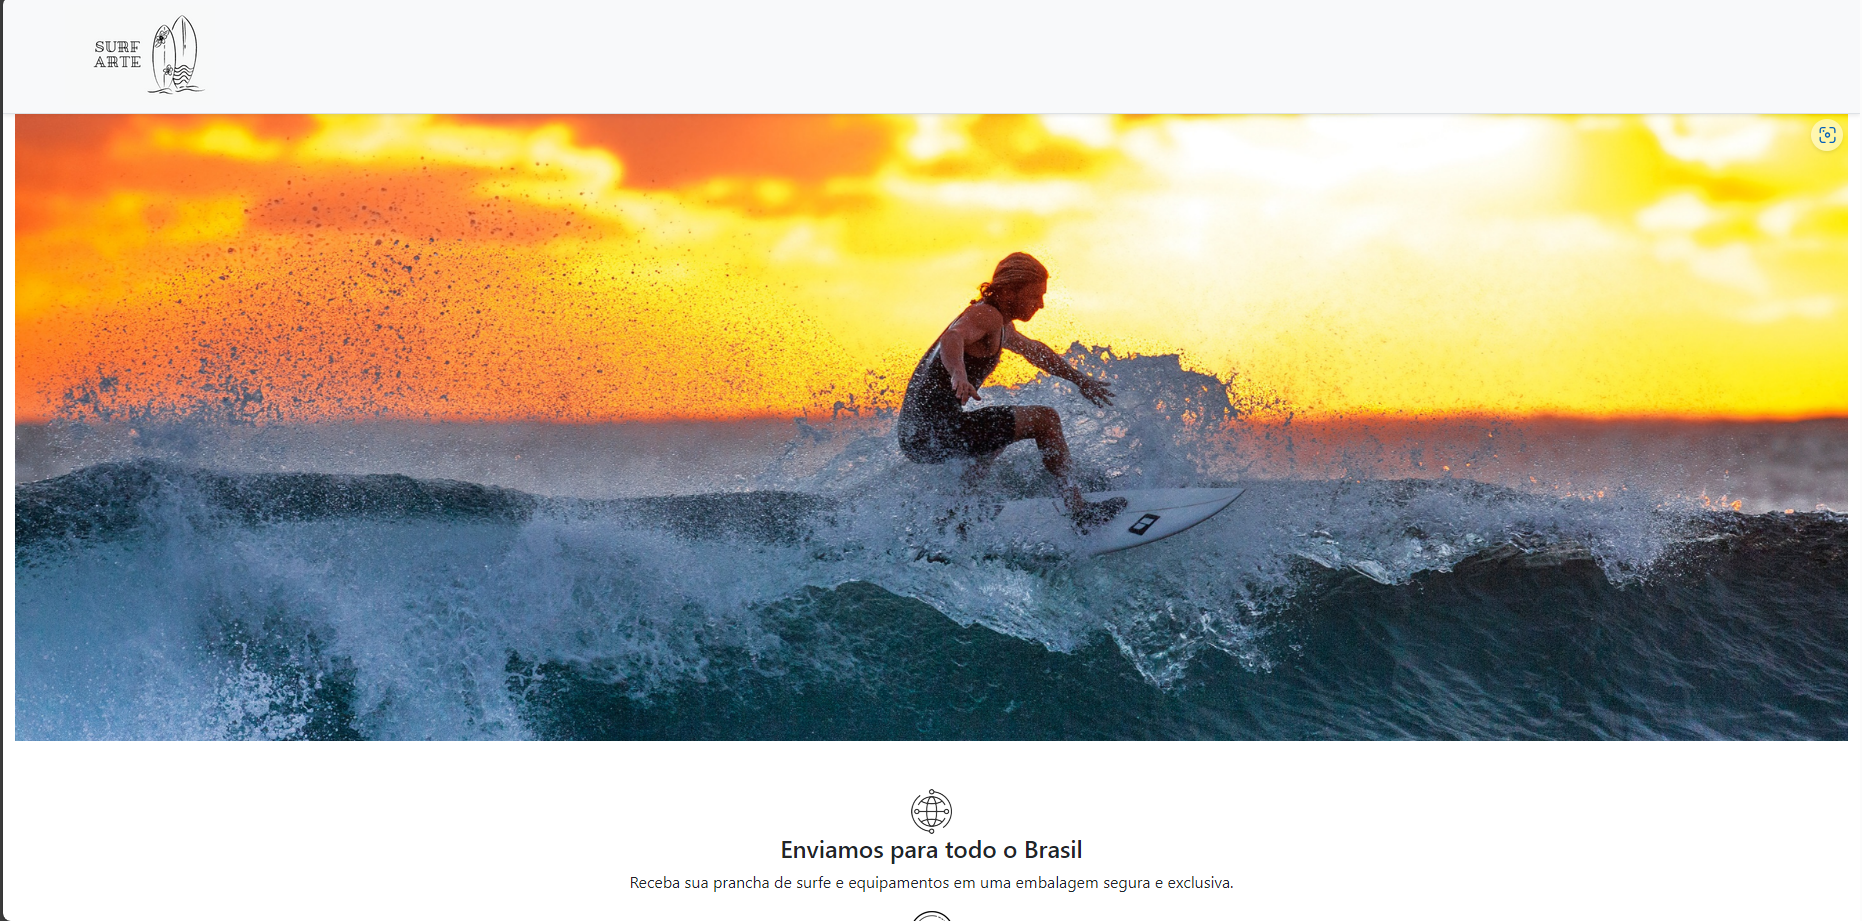 SURF
ARTE
Enviamos para todo o Brasil
Receba sua prancha de surfe e equipamentos em uma embalagem segura e exclusiva.